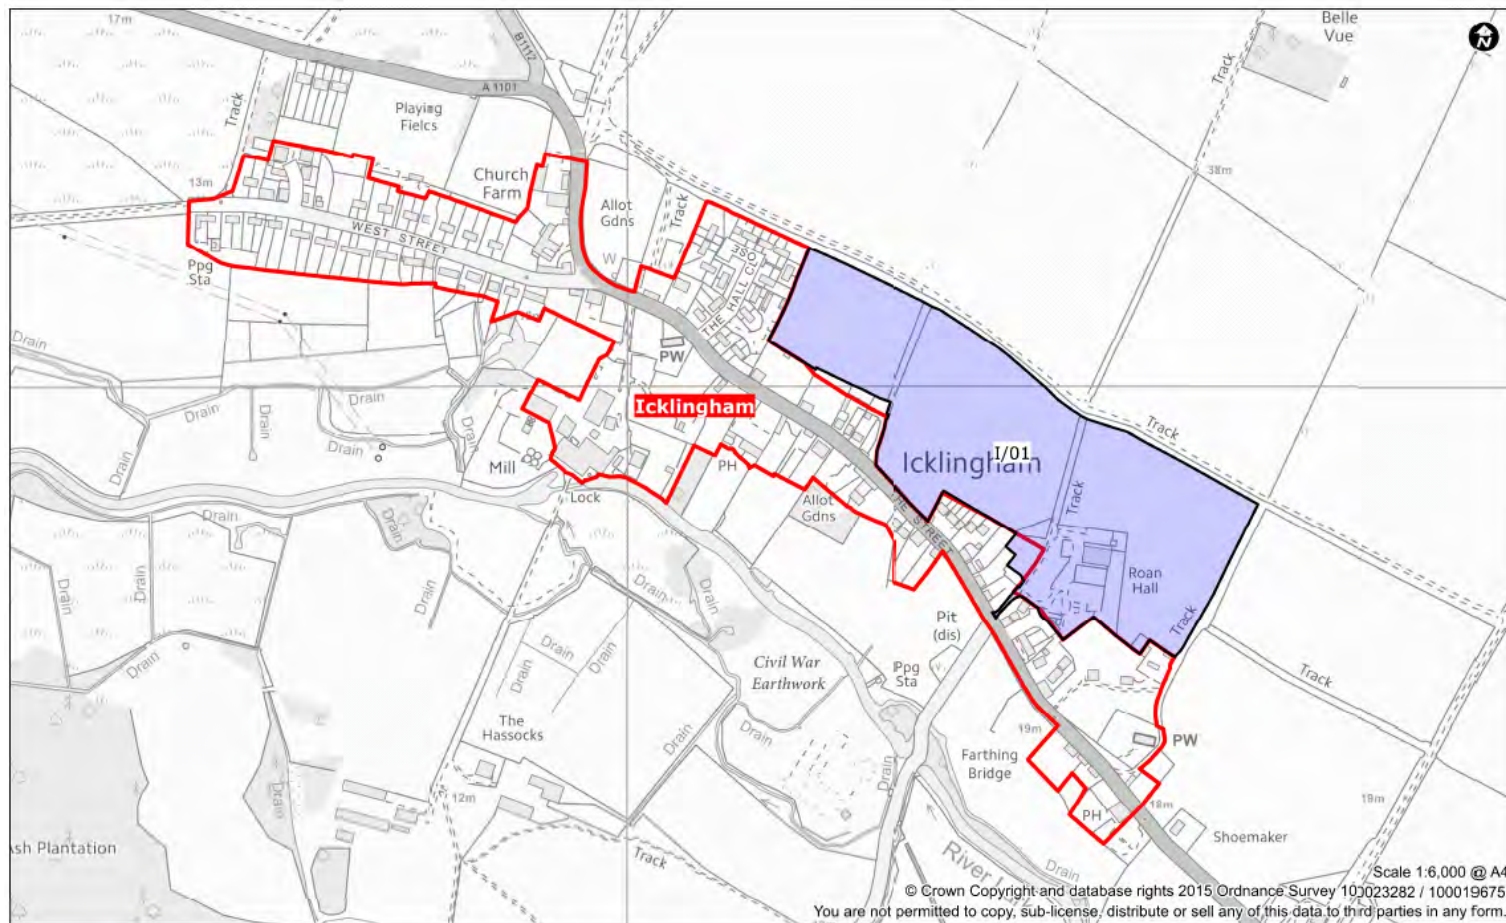 17m
B1112
A 1101
Belle
Vue
N
Track
Track
Playing
Fielcs
38m
Church
Farm
13m
Allot
Gdns
Track
WEST STREET
W
THE HALL CLOSE
Ppg
Sta
Drain
PW
Drain
Drain
Drain
Drain
Drain
Drain
Icklingham
Track
Icklingham
I/01
Mill
PH
Lock
Allot
Gdns
THE STREET
Track
Drain
Drain
Roan
Hall
Drain
Drain
Drain
Drain
Drain
Pit
(dis)
Track
Drain
Drain
Drain
Drain
Civil War
Earthwork
Ppg
Sta
Track
The
Hassocks
Drain
Drain
19m
PW
Farthing
Bridge
Drain
Drain
12m
19m
18m
PH
Shoemaker
Ash Plantation
Track
River L
Drain
Scale 1:6,000 @ A4
© Crown Copyright and database rights 2015 Ordnance Survey 100023282 / 100019675
You are not permitted to copy, sub-license, distribute or sell any of this data to third parties in any form